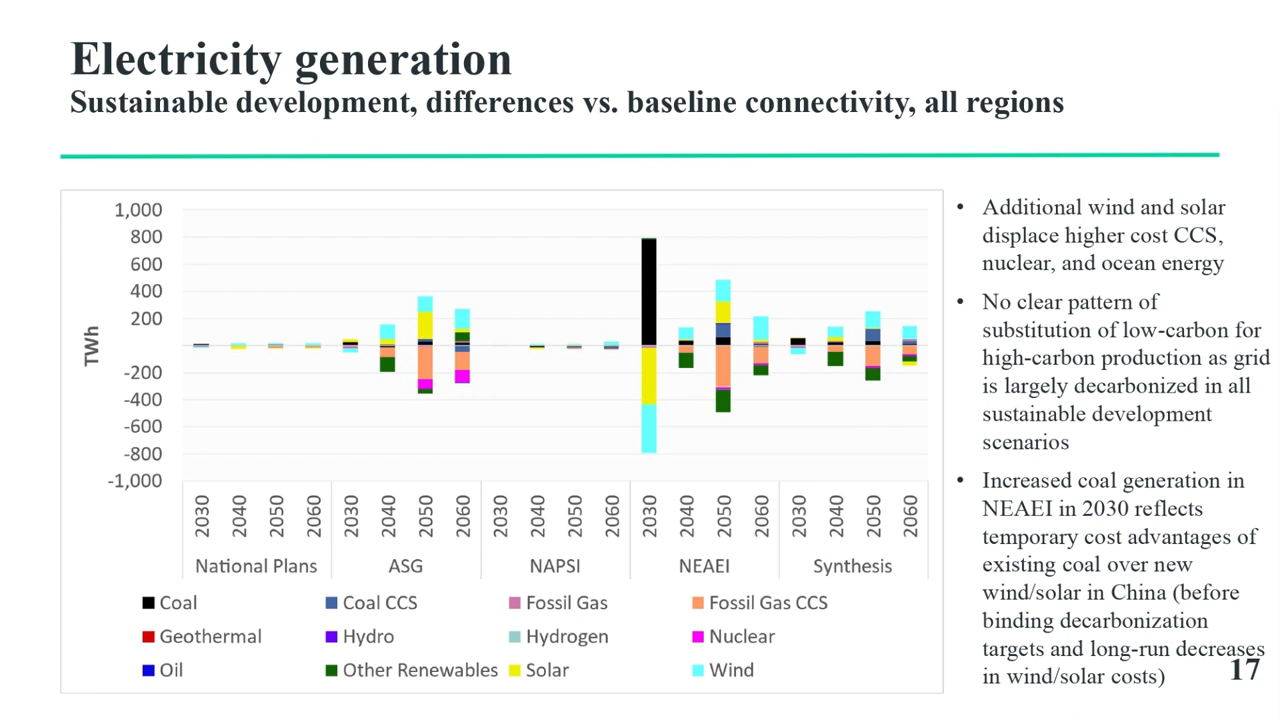 Electricity generation
Sustainable development, differences vs. baseline connectivity, all regions
1,000
800
600
400
200
-200
-400
-600
-800
-1,000
TWh
2030 2040 2050 2060 2030 2040 2050 2060 2030 2040 2050 2060 2030 2040 2050 2060 2030 2040 2050 2060
National Plans ASG NAPSI NEAEI Synthesis
Coal Coal CCS Fossil Gas Fossil Gas CCS
Geothermal Hydro Hydrogen Nuclear
Oil Other Renewables Solar Wind
• Additional wind and solar
displace higher cost CCS,
nuclear, and ocean energy
• No clear pattern of
substitution of low-carbon for
high-carbon production as grid
is largely decarbonized in all
sustainable development
scenarios
• Increased coal generation in
NEAEI in 2030 reflects
temporary cost advantages of
existing coal over new
wind/solar in China (before
binding decarbonization
targets and long-run decreases
in wind/solar costs)
17